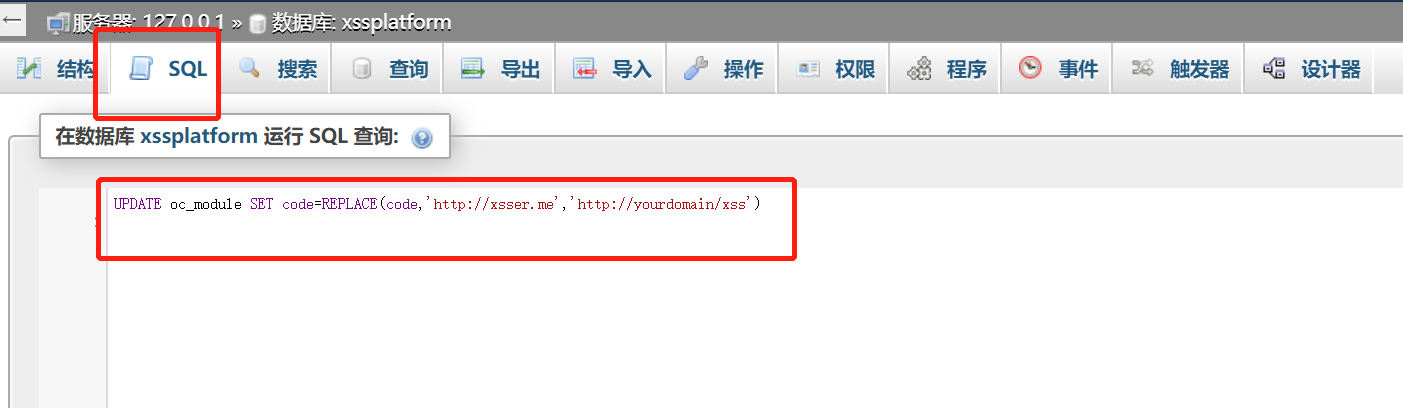 服务器: 127.0.0.1 » 数据库: xssplatform
结构 SQL 搜索 查询 导出 导入 操作 权限 程序 事件 触发器 设计器
在数据库 xssplatform 运行 SQL 查询:
UPDATE oc_module SET code=REPLACE(code,'http://xsser.me','http://yourdomain/xss')